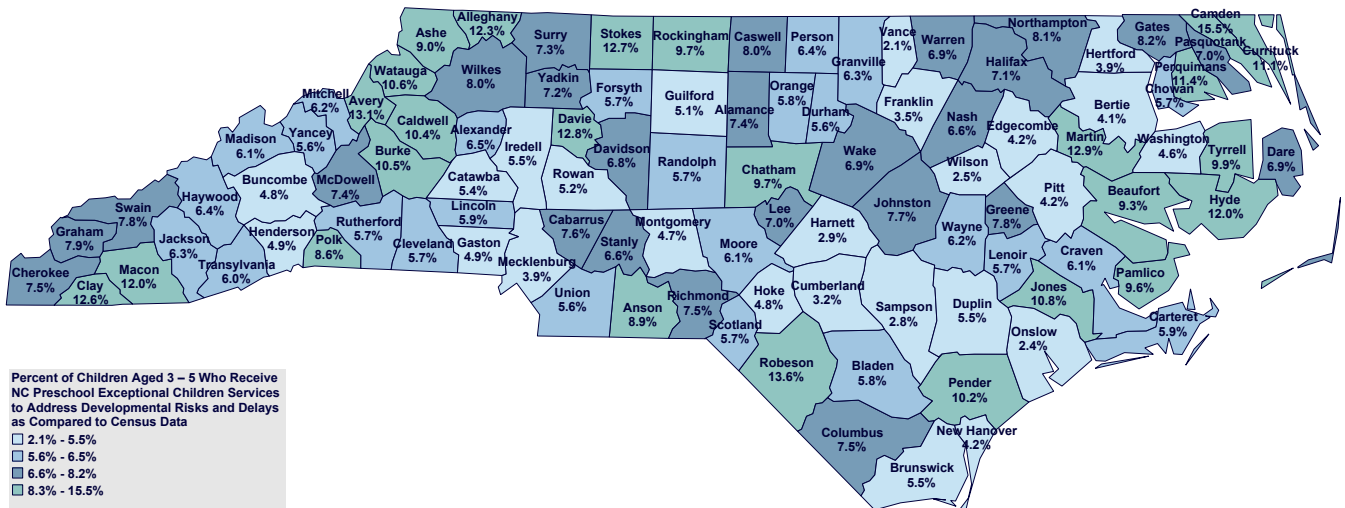 Alleghany
12.3%
Ashe
9.0%
Surry
7.3%
Stokes
12.7%
Rockingham
9.7%
Caswell
8.0%
Person
6.4%
Granville
6.3%
Vance
2.1%
Warren
6.9%
Northampton
8.1%
Halifax
7.1%
Hertford
3.9%
Gates
8.2%
Camden
15.5%
Pasquotank
7.0%
Currituck
11.1%
Perquimans
11.4%
Chowan
5.7%
Watauga
10.6%
Wilkes
8.0%
Yadkin
7.2%
Forsyth
5.7%
Guilford
5.1%
Alamance
7.4%
Orange
5.8%
Durham
5.6%
Franklin
3.5%
Nash
6.6%
Edgecombe
4.2%
Bertie
4.1%
Mitchell
6.2%
Avery
13.1%
Caldwell
10.4%
Alexander
6.5%
Iredell
5.5%
Davie
12.8%
Davidson
6.8%
Randolph
5.7%
Chatham
9.7%
Wake
6.9%
Wilson
2.5%
Martin
12.9%
Washington
4.6%
Tyrrell
9.9%
Dare
6.9%
Madison
6.1%
Yancey
5.6%
Burke
10.5%
McDowell
7.4%
Buncombe
4.8%
Catawba
5.4%
Rowan
5.2%
Pitt
4.2%
Beaufort
9.3%
Hyde
12.0%
Haywood
6.4%
Swain
7.8%
Graham
7.9%
Jackson
6.3%
Henderson
4.9%
Polk
8.6%
Rutherford
5.7%
Cleveland
5.7%
Lincoln
5.9%
Gaston
4.9%
Mecklenburg
3.9%
Cabarrus
7.6%
Stanly
6.6%
Montgomery
4.7%
Moore
6.1%
Lee
7.0%
Harnett
2.9%
Johnston
7.7%
Wayne
6.2%
Greene
7.8%
Lenoir
5.7%
Craven
6.1%
Pamlico
9.6%
Cherokee
7.5%
Clay
12.6%
Macon
12.0%
Transylvania
6.0%
Union
5.6%
Anson
8.9%
Richmond
7.5%
Scotland
5.7%
Hoke
4.8%
Cumberland
3.2%
Sampson
2.8%
Duplin
5.5%
Jones
10.8%
Onslow
2.4%
Carteret
5.9%
Robeson
13.6%
Bladen
5.8%
Pender
10.2%
Columbus
7.5%
New Hanover
4.2%
Brunswick
5.5%
Percent of Children Aged 3 – 5 Who Receive
NC Preschool Exceptional Children Services
to Address Developmental Risks and Delays
as Compared to Census Data
2.1% - 5.5%
5.6% - 6.5%
6.6% - 8.2%
8.3% - 15.5%